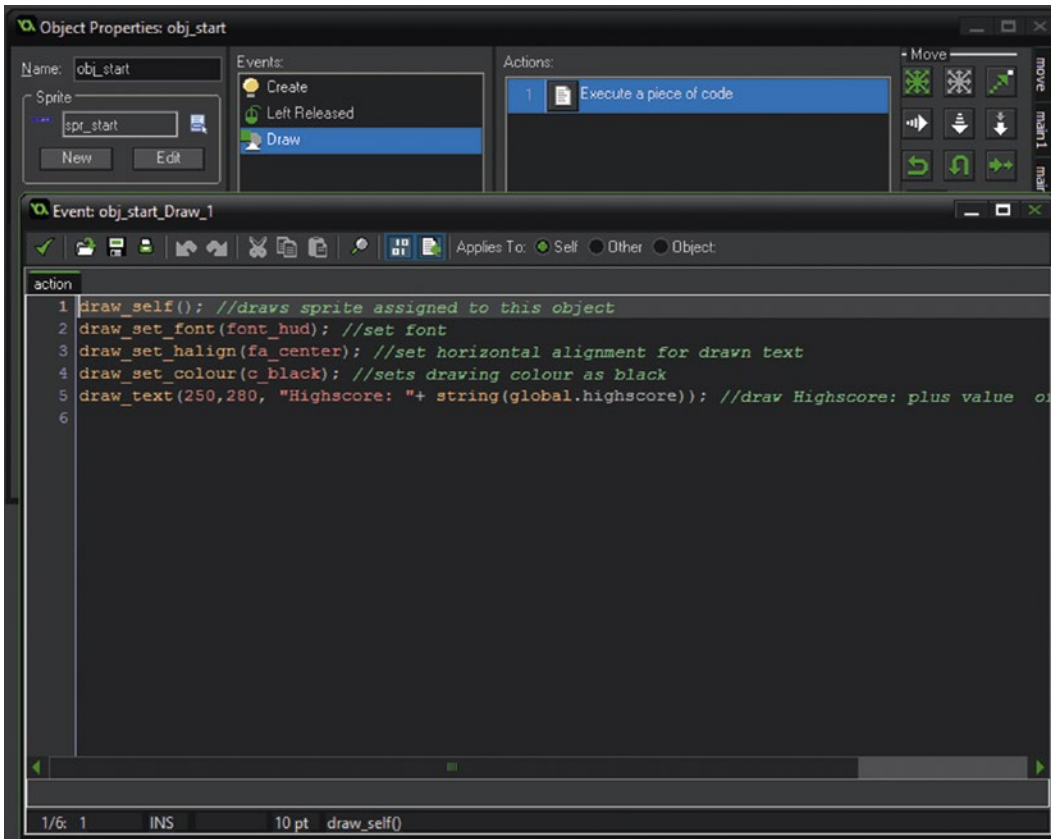 Object Properties: obj_start
Name: obj_start
Sprite
spr_start
New Edit
Events:
Create
Left Released
Draw
Actions:
1 Execute a piece of code
Move
move
main1
Event: obj_start_Draw_1
Applies To: Self Other Object:
action
1 draw_self(); //draws sprite assigned to this object
2 draw_set_font(font_hud); //set font
3 draw_set_halign(fa_center); //set horizontal alignment for drawn text
4 draw_set_colour(c_black); //sets drawing colour as black
5 draw_text(250,280, "Highscore: "+ string(global.highscore)); //draw Highscore: plus value
6
1/6: 1 INS 10 pt draw_self()